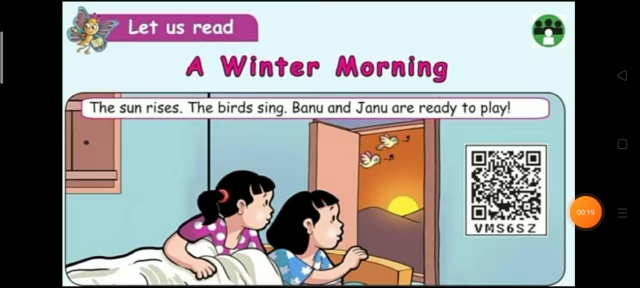 Let us read
A Winter Morning
The sun rises. The birds sing. Banu and Janu are ready to play!
VMS6SZ
00:19